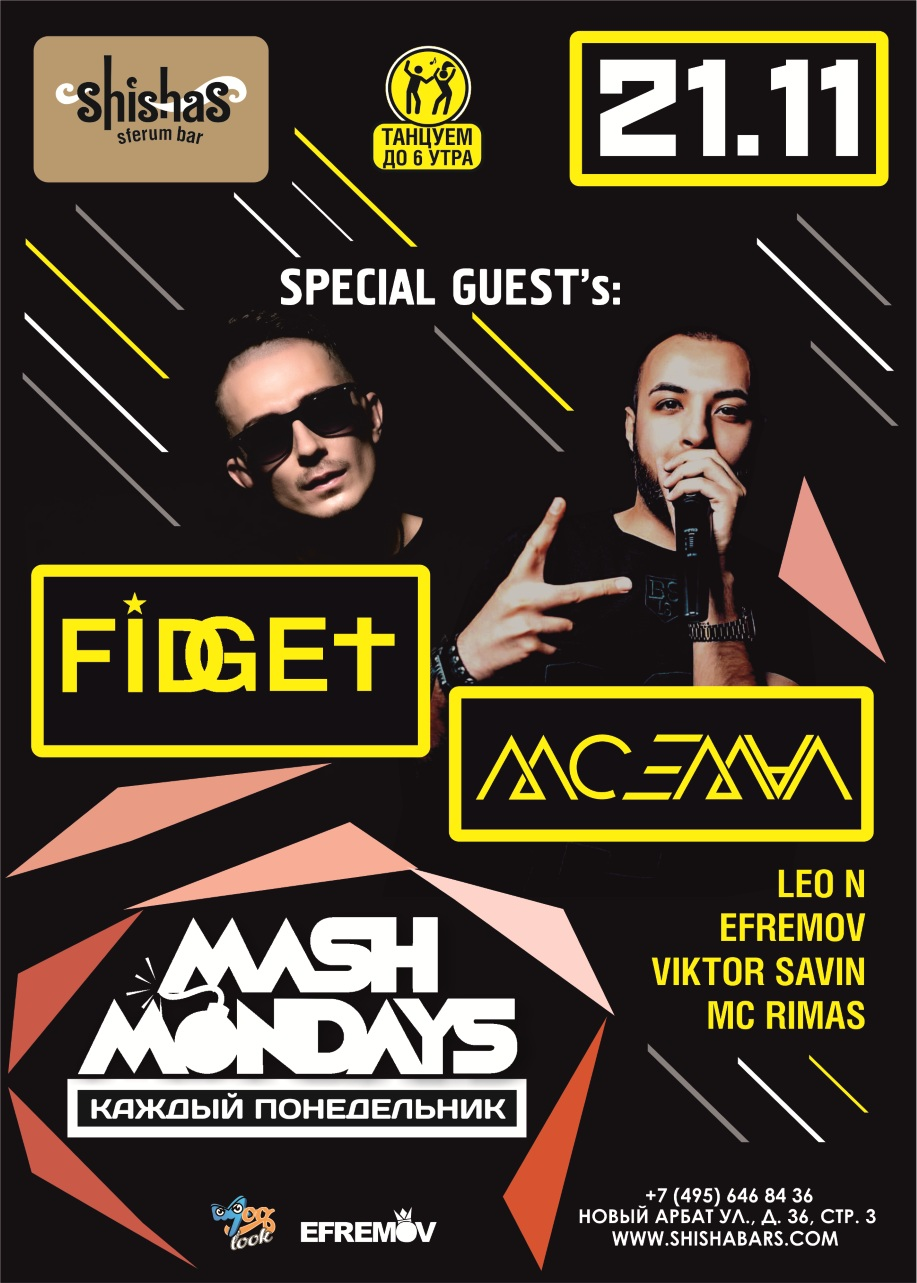 shishas
sferum bar
ТАНЦУЕМ
ДО 6 УТРА
21.11
SPECIAL GUEST's:
FIDGET
MC EMVA
LEO N
EFREMOV
VIKTOR SAVIN
MC RIMAS
MASH
MONDAYS
КАЖДЫЙ ПОНЕДЕЛЬНИК
look
EFREMOV
+7 (495) 646 84 36
НОВЫЙ АРБАТ УЛ., Д. 36, СТР. 3
WWW.SHISHABARS.COM